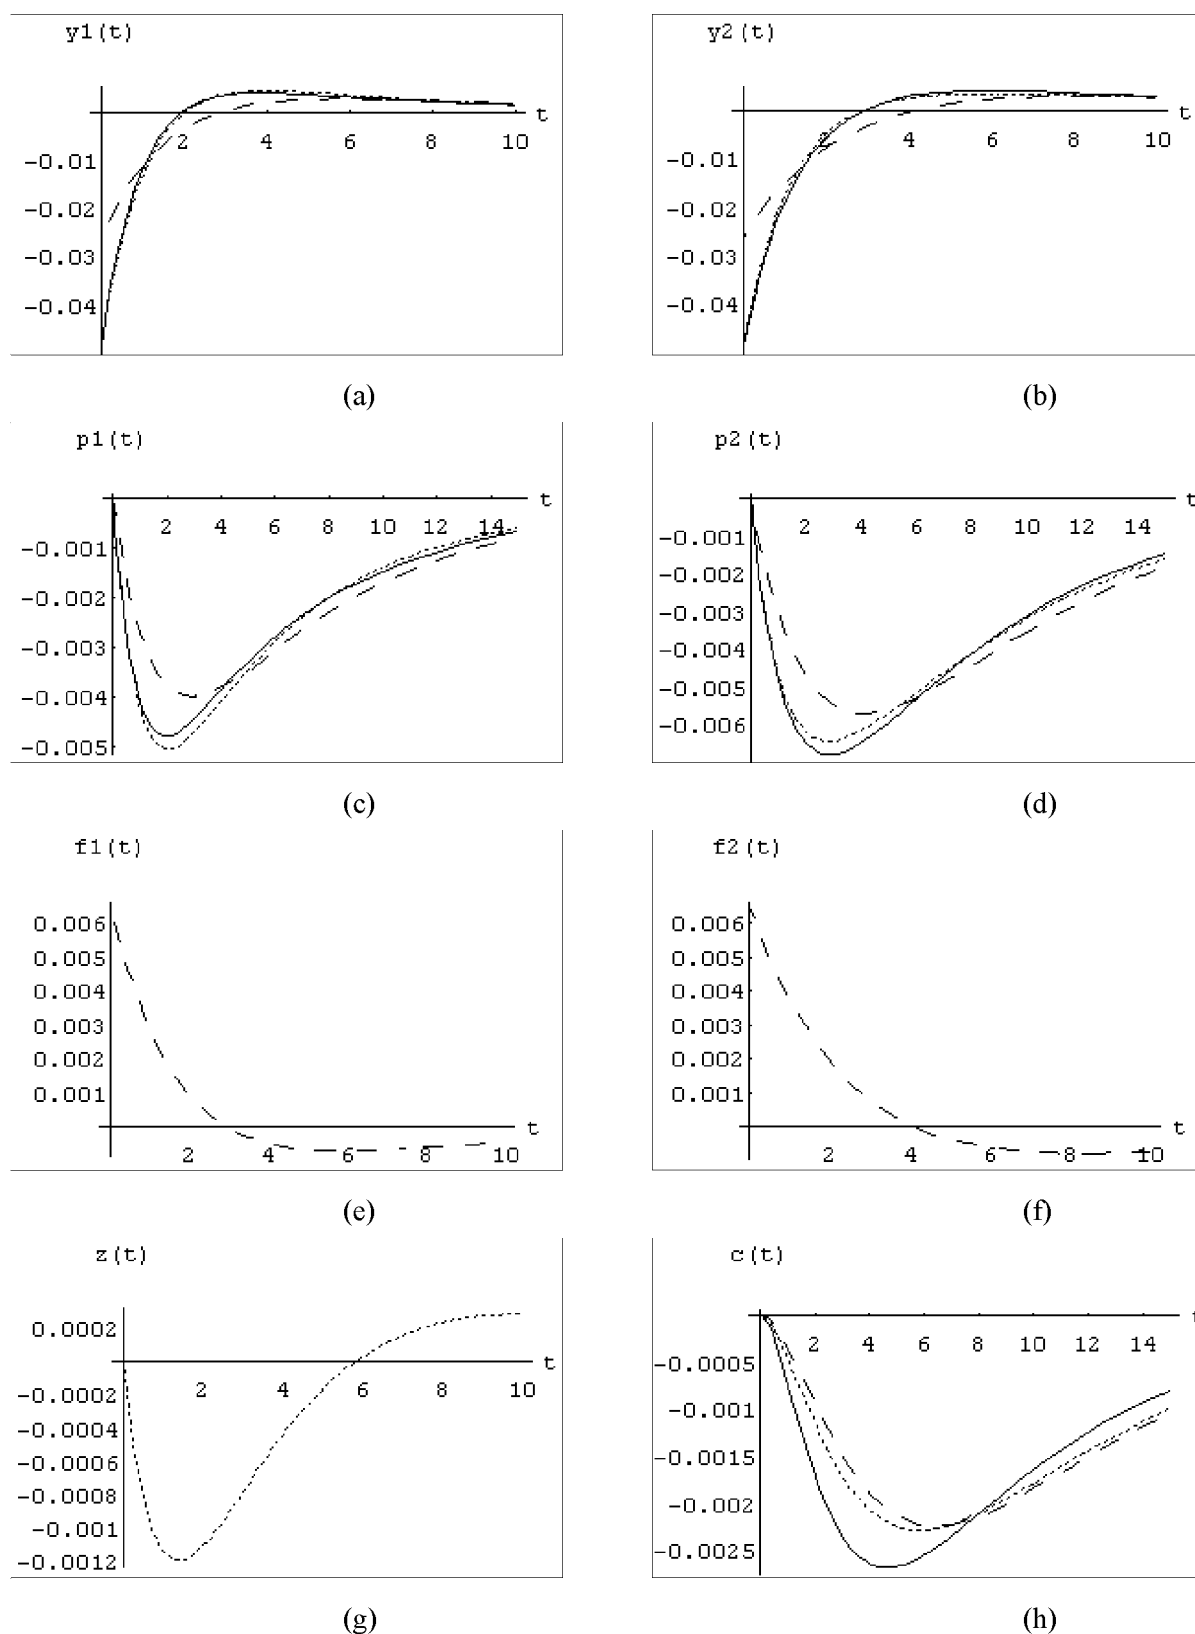 y1(t)
t
2 4 6 8 10
-0.01
-0.02
-0.03
-0.04
(a)
y2(t)
t
2 4 6 8 10
-0.01
-0.02
-0.03
-0.04
(b)
p1(t)
t
2 4 6 8 10 12 14
-0.001
-0.002
-0.003
-0.004
-0.005
(c)
p2(t)
t
2 4 6 8 10 12 14
-0.001
-0.002
-0.003
-0.004
-0.005
-0.006
(d)
f1(t)
0.006
0.005
0.004
0.003
0.002
0.001
t
2 4 6 8 10
(e)
f2(t)
0.006
0.005
0.004
0.003
0.002
0.001
t
2 4 6 8 10
(f)
z(t)
0.0002
t
2 4 6 8 10
-0.0002
-0.0004
-0.0006
-0.0008
-0.001
-0.0012
(g)
c(t)
t
2 4 6 8 10 12 14
-0.0005
-0.001
-0.0015
-0.002
-0.0025
(h)